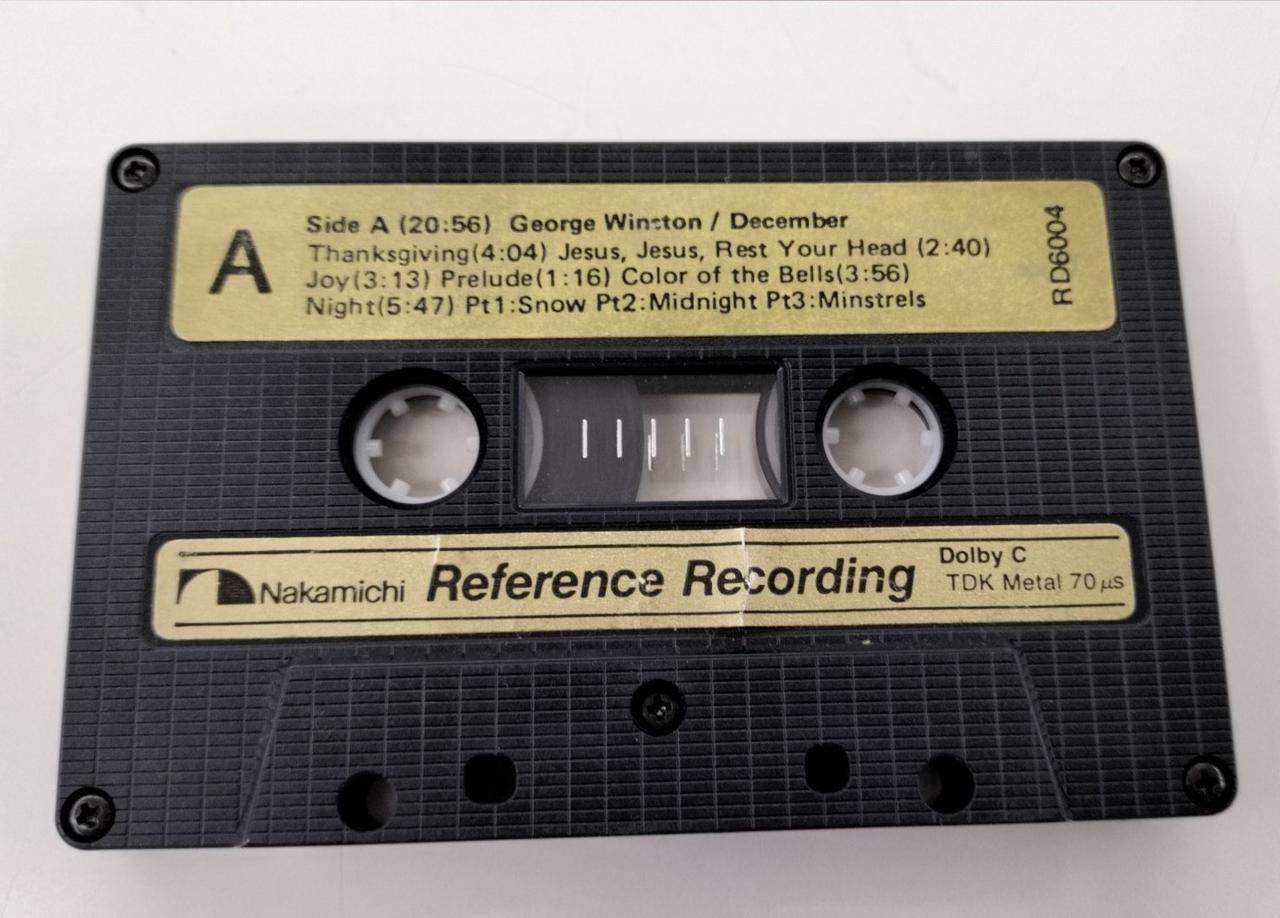 A
Side A (20:56) George Winston / December
Thanksgiving(4:04) Jesus, Jesus, Rest Your Head (2:40)
Joy(3:13) Prelude(1:16) Color of the Bells(3:56)
Night(5:47) Pt1:Snow Pt2:Midnight Pt3:Minstrels
RD6004
Nakamichi Reference Recording
Dolby C
TDK Metal 70 μs